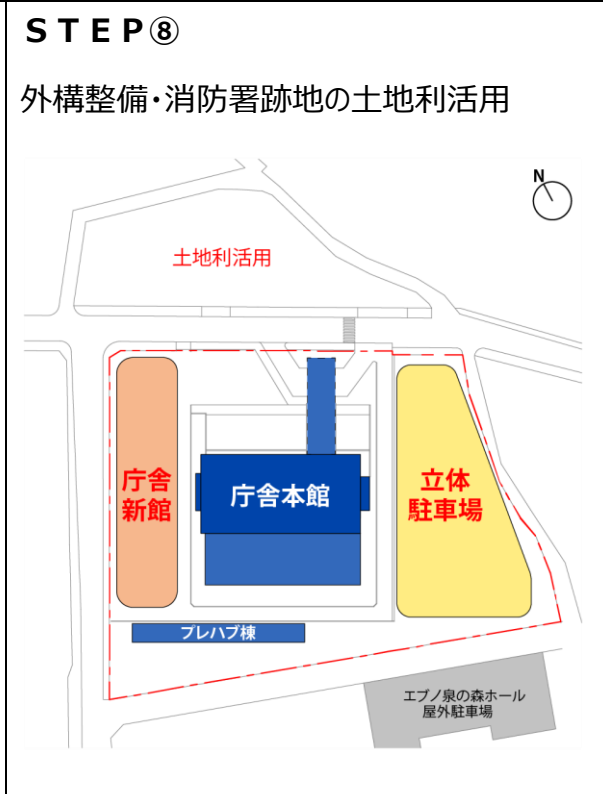 STEP⑧
外構整備・消防署跡地の土地利活用
N
土地利活用
庁舎
新館
庁舎本館
立体
駐車場
プレハブ棟
エブノ泉の森ホール
屋外駐車場